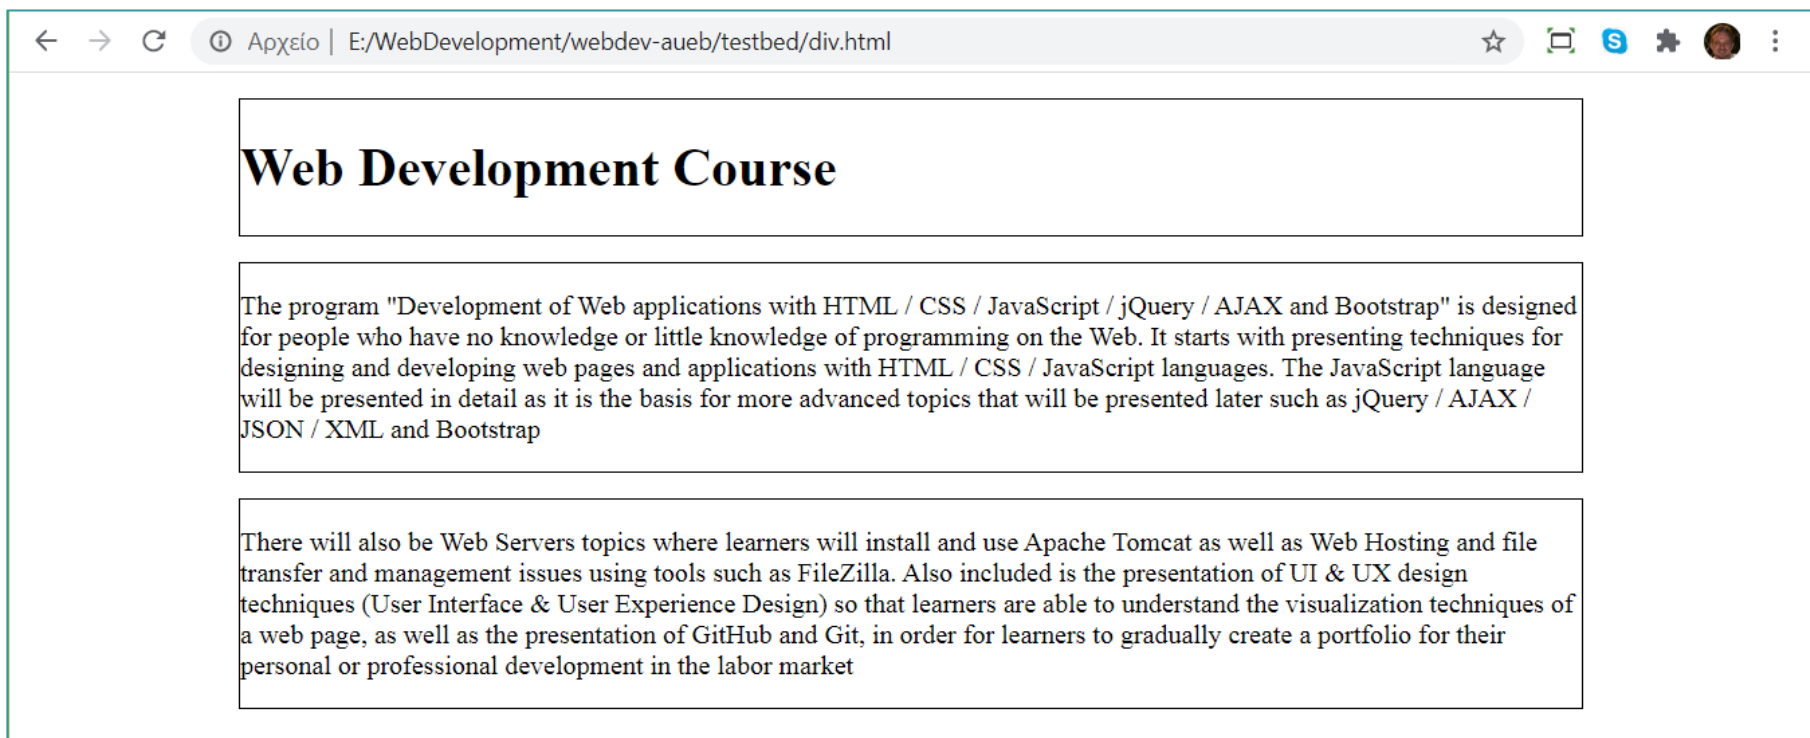 Αρχείο | E:/WebDevelopment/webdev-aueb/testbed/div.html
Web Development Course
The program "Development of Web applications with HTML / CSS / JavaScript / jQuery / AJAX and Bootstrap" is designed
for people who have no knowledge or little knowledge of programming on the Web. It starts with presenting techniques for
designing and developing web pages and applications with HTML / CSS / JavaScript languages. The JavaScript language
will be presented in detail as it is the basis for more advanced topics that will be presented later such as jQuery / AJAX /
JSON / XML and Bootstrap
There will also be Web Servers topics where learners will install and use Apache Tomcat as well as Web Hosting and file
transfer and management issues using tools such as FileZilla. Also included is the presentation of UI & UX design
techniques (User Interface & User Experience Design) so that learners are able to understand the visualization techniques of
a web page, as well as the presentation of GitHub and Git, in order for learners to gradually create a portfolio for their
personal or professional development in the labor market